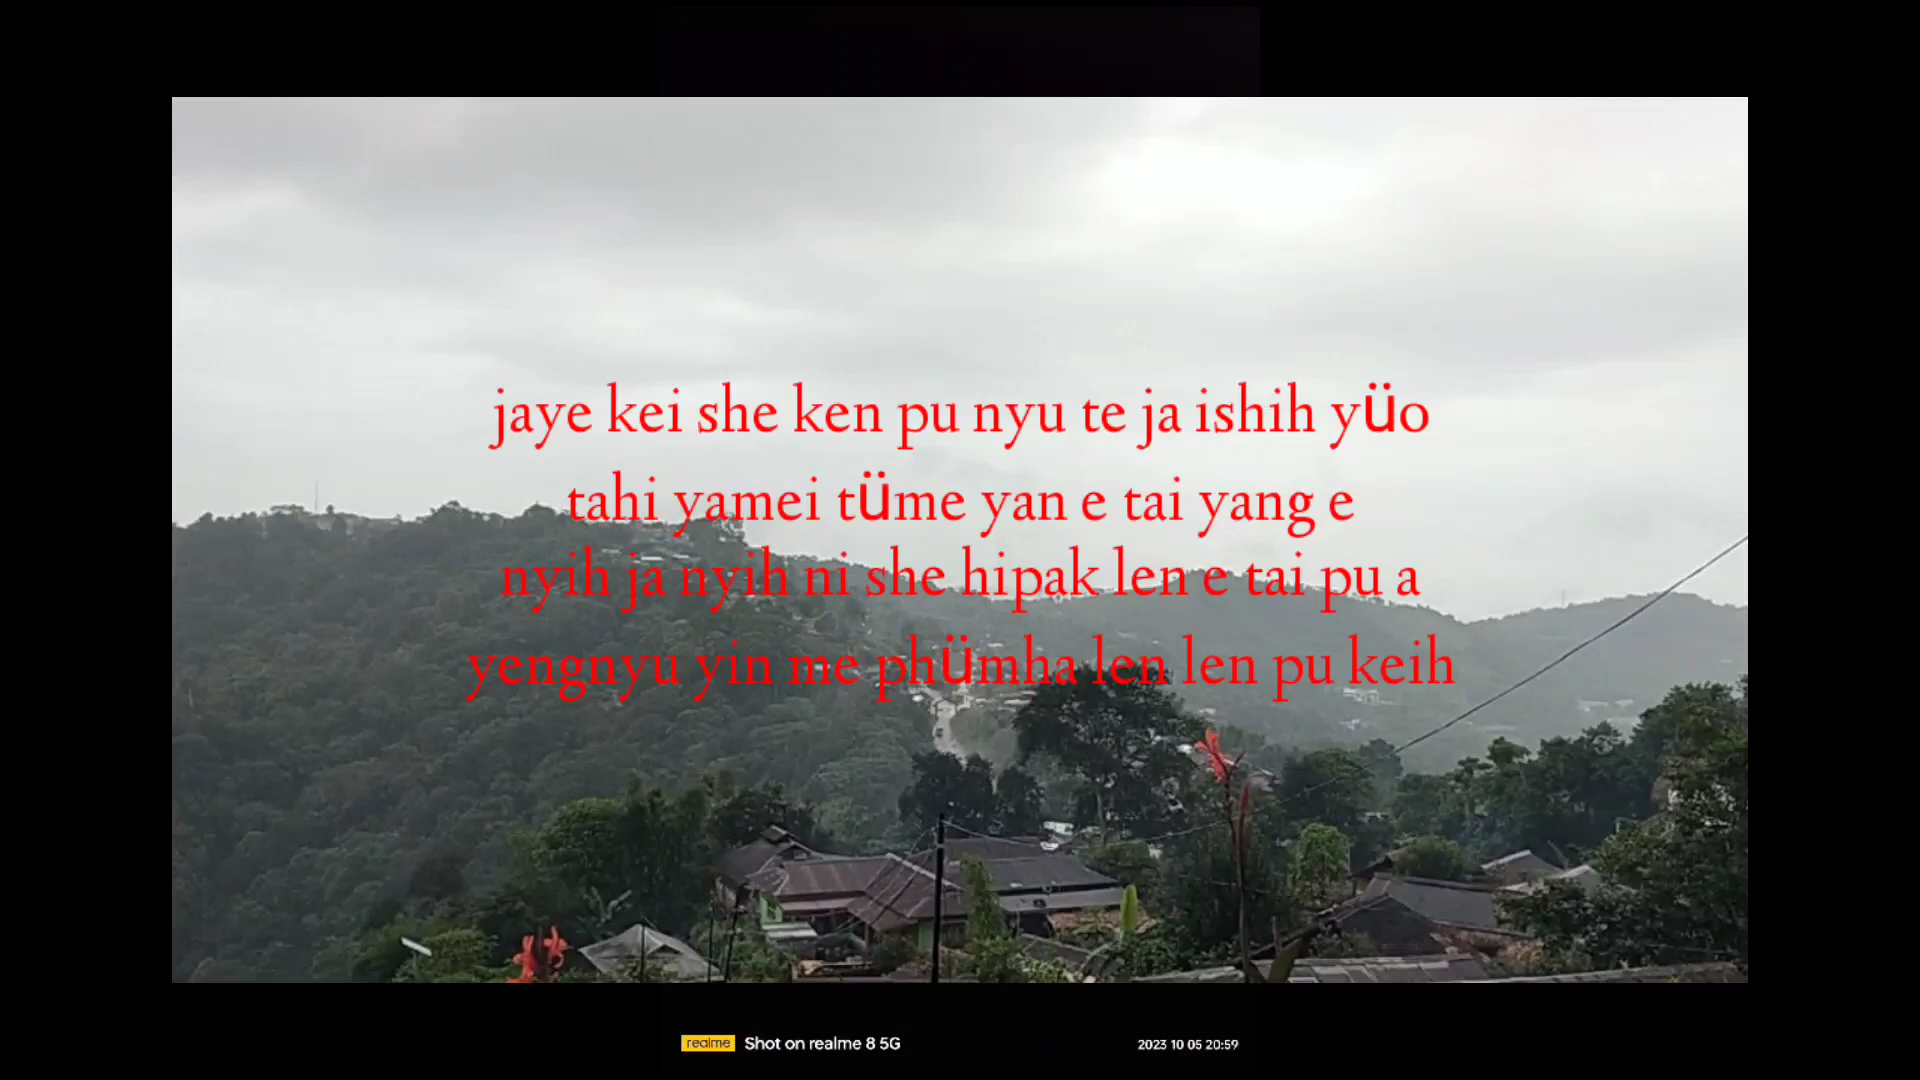 jaye kei she ken pu nyu te ja ishih yüo
tahi yamei tüme yan e tai yang e
nyih ja nyih ni she hipak len e tai pu a
yengnyu yin me phümha len len pu keih
realme Shot on realme 8 5G 2023 10 05 20:59